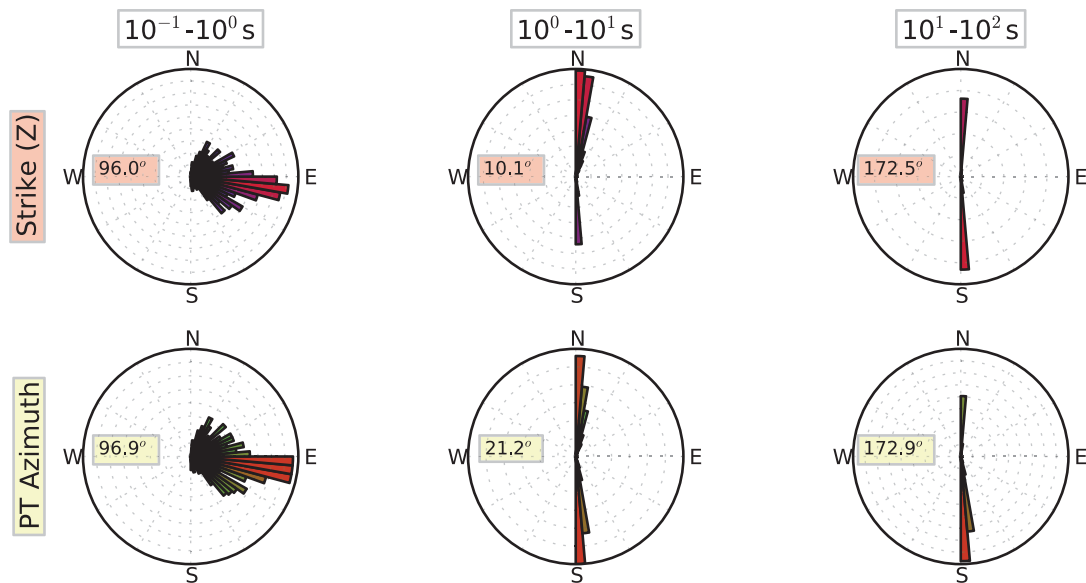 10⁻¹-10⁰ s
10⁰-10¹ s
10¹-10² s
Strike (Z)
N
W
96.0°
E
S
N
10.1°
W
E
S
N
172.5°
W
E
S
PT Azimuth
N
W
96.9°
E
S
N
W
21.2°
E
S
N
W
172.9°
E
S